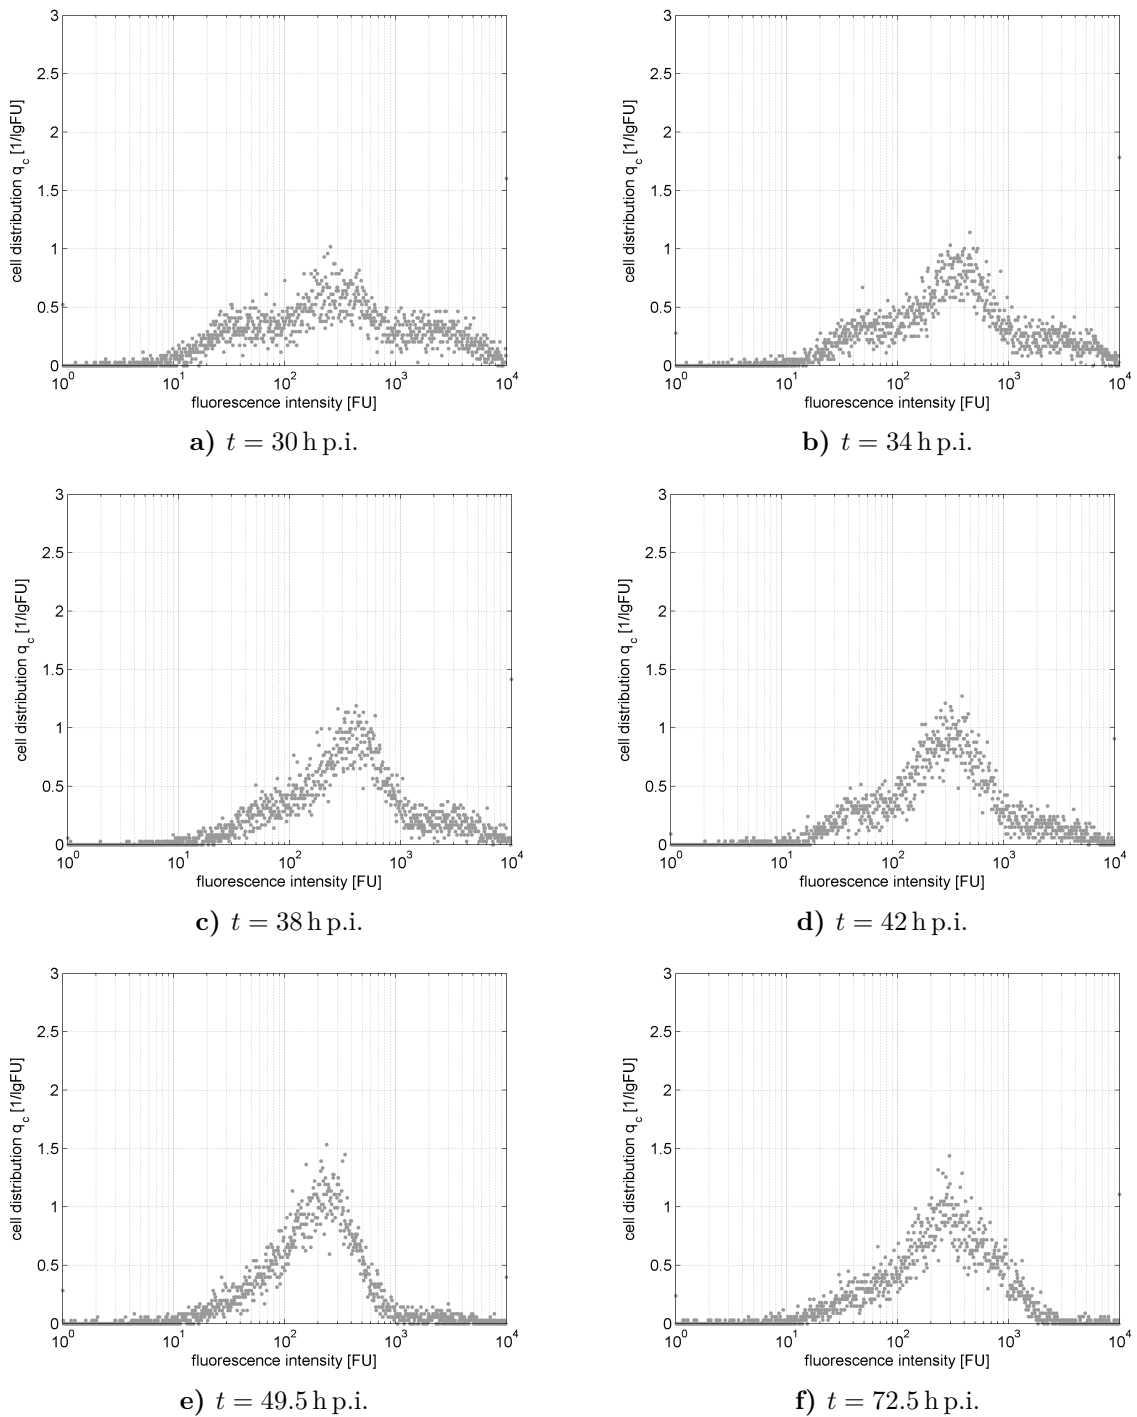 3
2.5
2
1.5
1
0.5
0
cell distribution q_c [1/lgFU]
10^0 10^1 10^2 10^3 10^4
fluorescence intensity [FU]
a) t = 30 h p.i.
3
2.5
2
1.5
1
0.5
0
cell distribution q_c [1/lgFU]
10^0 10^1 10^2 10^3 10^4
fluorescence intensity [FU]
b) t = 34 h p.i.
3
2.5
2
1.5
1
0.5
0
cell distribution q_c [1/lgFU]
10^0 10^1 10^2 10^3 10^4
fluorescence intensity [FU]
c) t = 38 h p.i.
3
2.5
2
1.5
1
0.5
0
cell distribution q_c [1/lgFU]
10^0 10^1 10^2 10^3 10^4
fluorescence intensity [FU]
d) t = 42 h p.i.
3
2.5
2
1.5
1
0.5
0
cell distribution q_c [1/lgFU]
10^0 10^1 10^2 10^3 10^4
fluorescence intensity [FU]
e) t = 49.5 h p.i.
3
2.5
2
1.5
1
0.5
0
cell distribution q_c [1/lgFU]
10^0 10^1 10^2 10^3 10^4
fluorescence intensity [FU]
f) t = 72.5 h p.i.